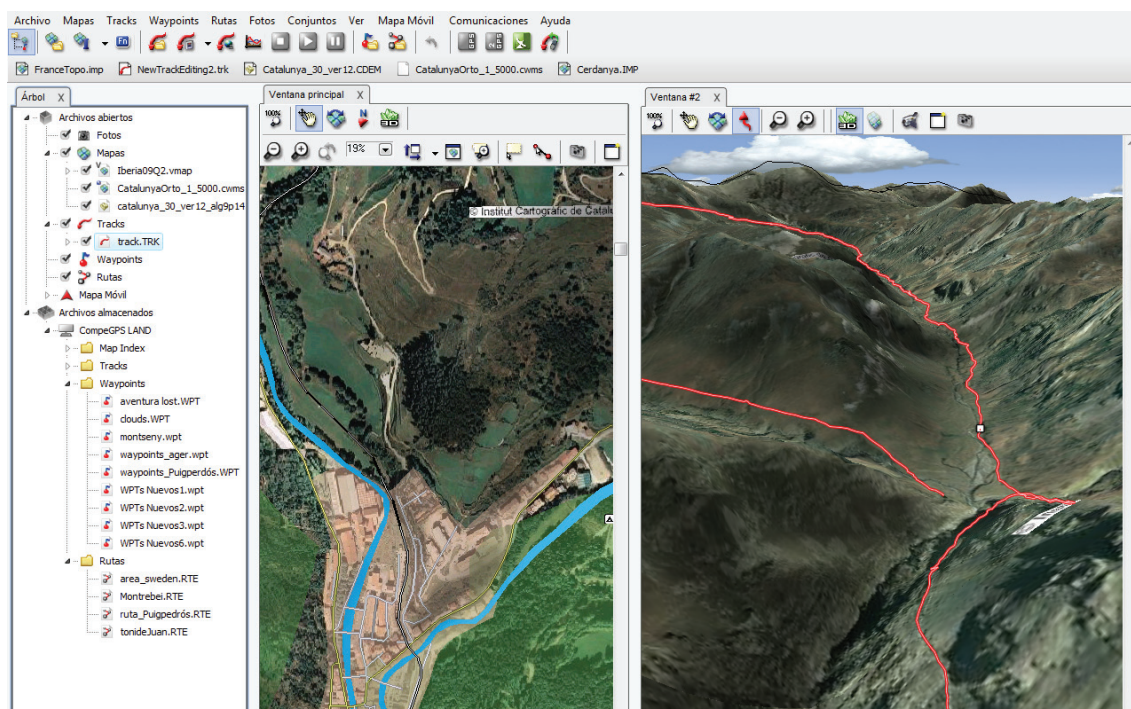 Archivo Mapas Tracks Waypoints Rutas Fotos Conjuntos Ver Mapa Móvil Comunicaciones Ayuda
FranceTopo.imp NewTrackEditing2.trk Catalunya_30_ver12.CDEM CatalunyaOrto_1_5000.cwms Cerdanya.IMP
Árbol X
Archivos abiertos
Fotos
Mapas
Iberia09Q2.vmap
CatalunyaOrto_1_5000.cwms
catalunya_30_ver12_alg9p14
Tracks
track.TRK
Waypoints
Rutas
Mapa Móvil
Archivos almacenados
CompeGPS LAND
Map Index
Tracks
Waypoints
aventura lost.WPT
clouds.WPT
montseny.wpt
waypoints_ager.wpt
waypoints_Puigperdós.WPT
WPTs Nuevos1.wpt
WPTs Nuevos2.wpt
WPTs Nuevos3.wpt
WPTs Nuevos6.wpt
Rutas
area_sweden.RTE
Montrebei.RTE
ruta_Puigpedrós.RTE
tonideJuan.RTE
Ventana principal X
100%
19%
© Institut Cartogràfic de Catalu
Ventana #2 X
100%
3D